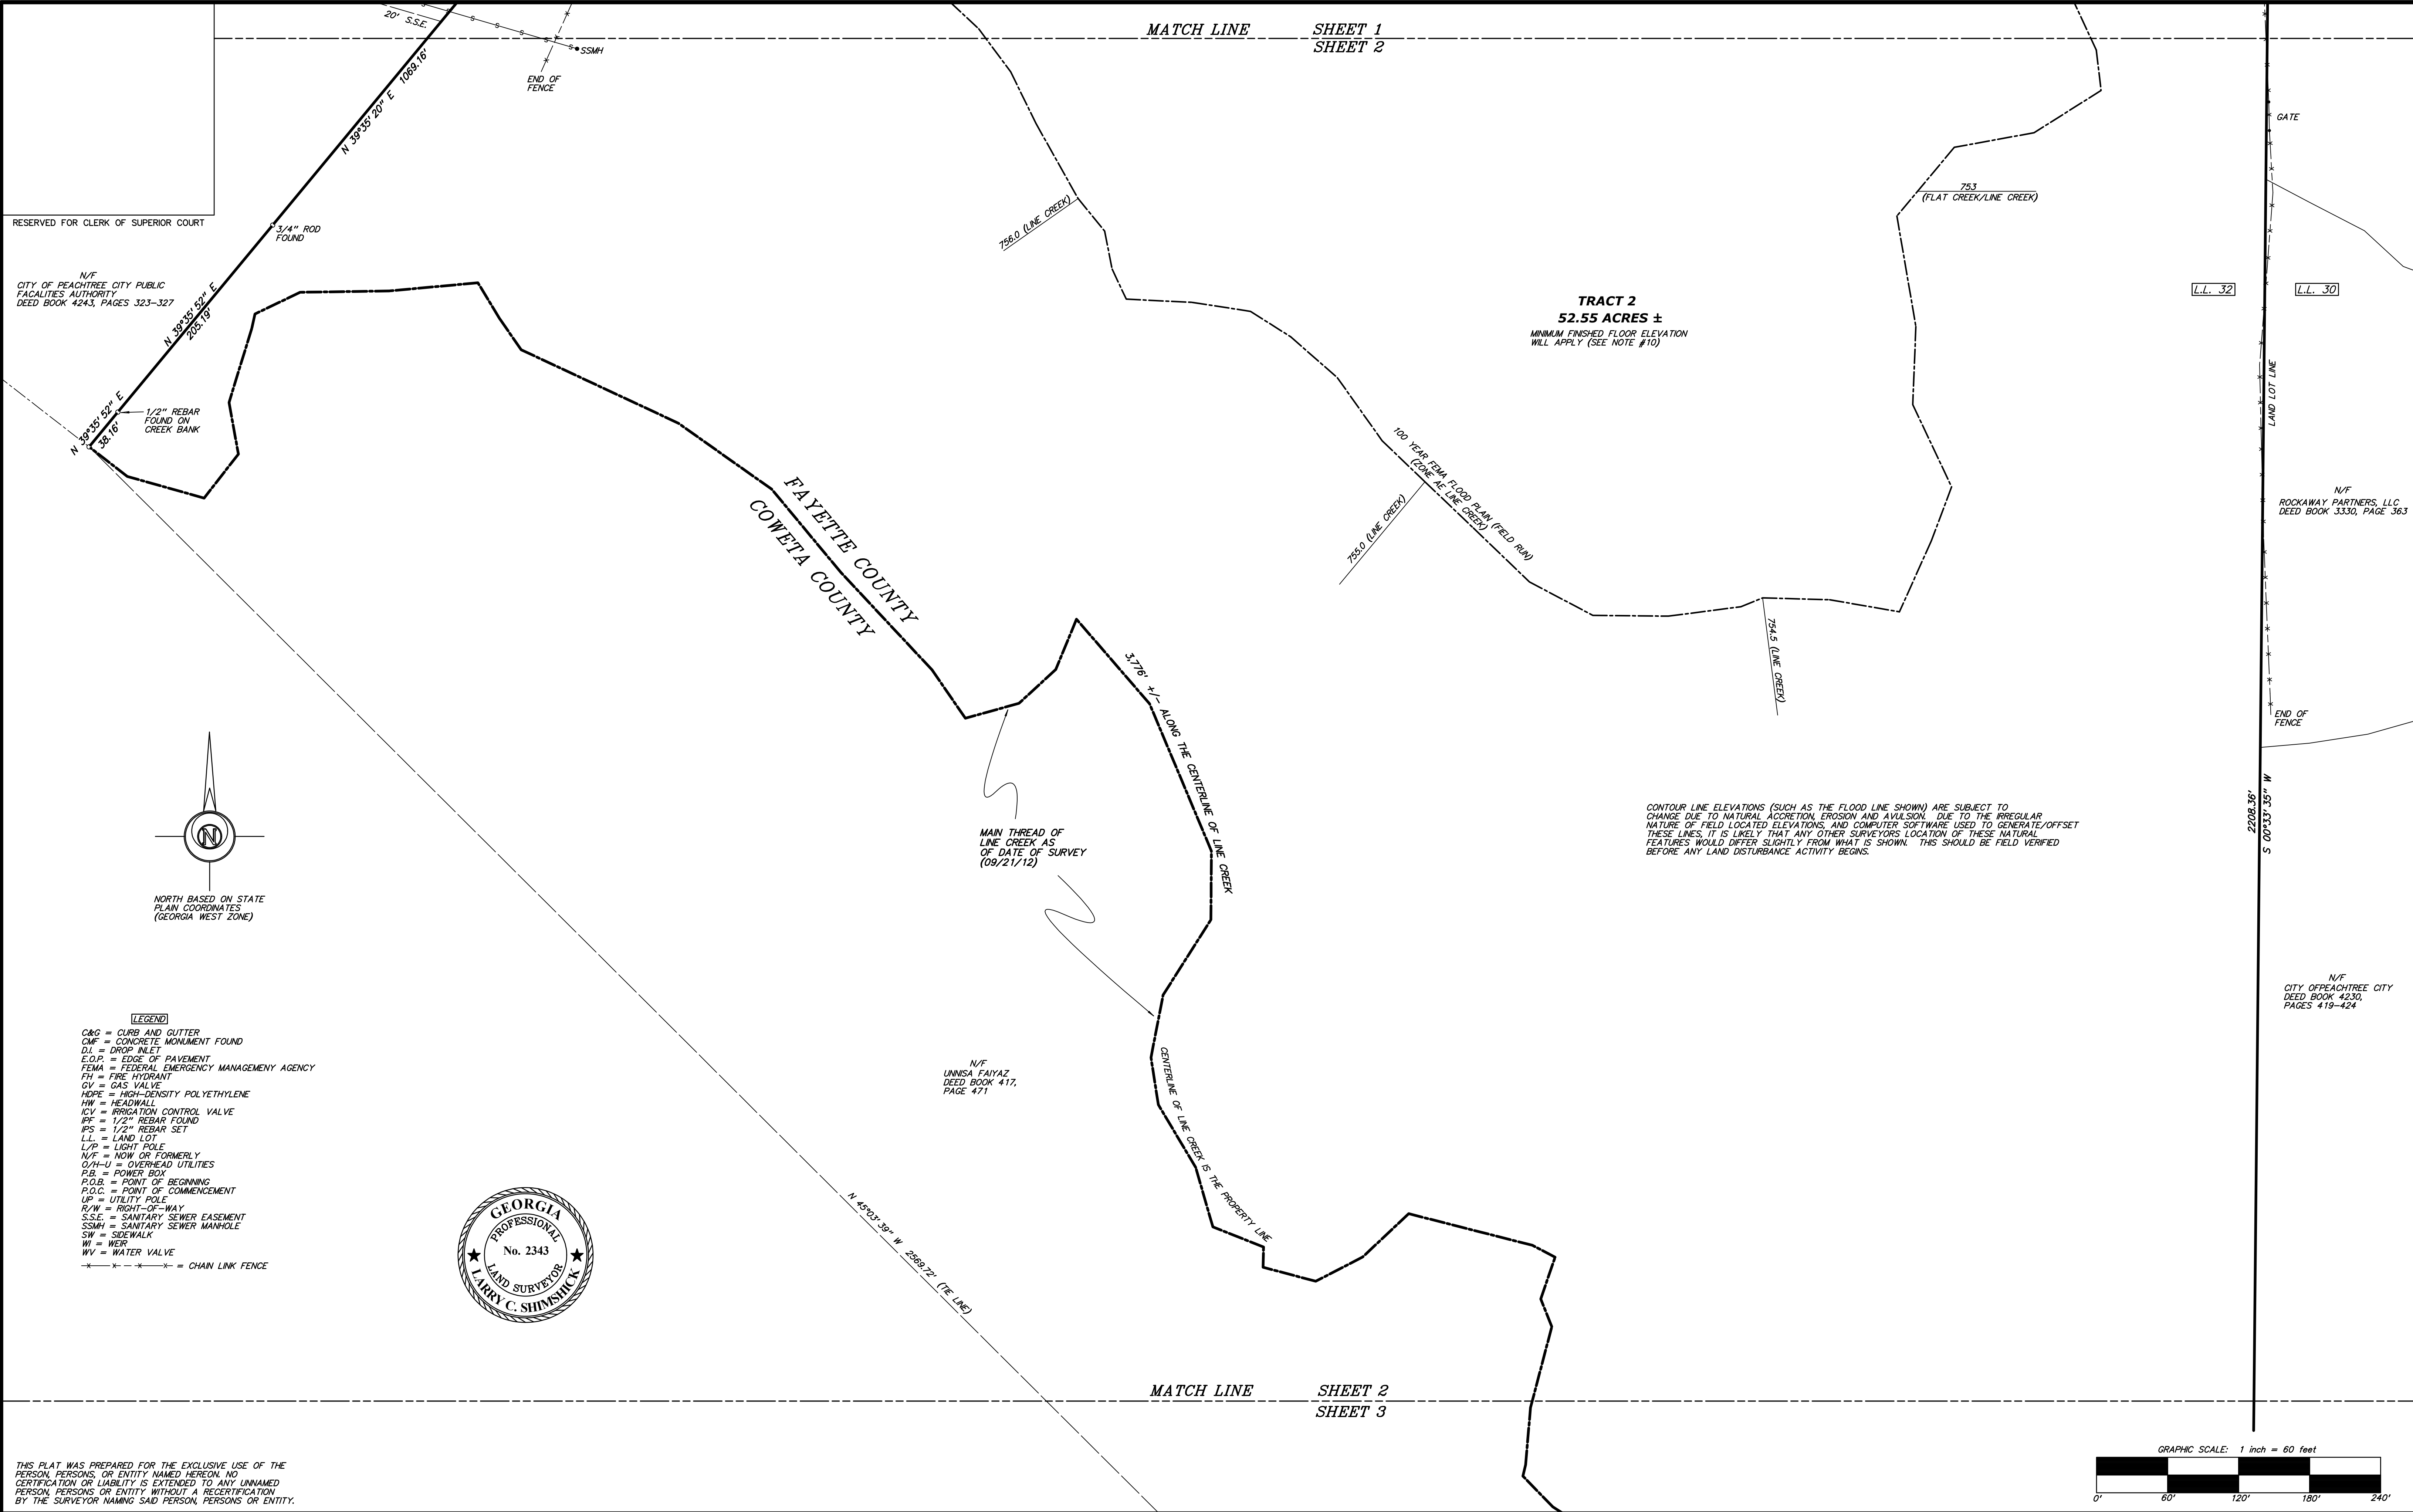 MATCH LINE SHEET 1
SHEET 2
20' S.S.E.
SSMH
END OF
FENCE
N 39°35'20" E 1069.16'
RESERVED FOR CLERK OF SUPERIOR COURT
3/4" ROD
FOUND
N/F
CITY OF PEACHTREE CITY PUBLIC
FACALITIES AUTHORITY
DEED BOOK 4243, PAGES 323-327
N 39°35'52" E
205.19'
N 39°35'52" E
38.16'
1/2" REBAR
FOUND ON
CREEK BANK
756.0 (LINE CREEK)
753
(FLAT CREEK/LINE CREEK)
GATE
L.L. 32
L.L. 30
TRACT 2
52.55 ACRES ±
MINIMUM FINISHED FLOOR ELEVATION
WILL APPLY (SEE NOTE #10)
LAND LOT LINE
100 YEAR FEMA FLOOD PLAIN (FIELD RUN)
(ZONE AE LINE CREEK)
755.0 (LINE CREEK)
754.5 (LINE CREEK)
N/F
ROCKAWAY PARTNERS, LLC
DEED BOOK 3330, PAGE 363
FAYETTE COUNTY
COWETA COUNTY
3,776' +/- ALONG THE CENTERLINE OF LINE CREEK
END OF
FENCE
2208.36'
S 00°33'35" W
MAIN THREAD OF
LINE CREEK AS
OF DATE OF SURVEY
(09/21/12)
CONTOUR LINE ELEVATIONS (SUCH AS THE FLOOD LINE SHOWN) ARE SUBJECT TO
CHANGE DUE TO NATURAL ACCRETION, EROSION AND AVULSION. DUE TO THE IRREGULAR
NATURE OF FIELD LOCATED ELEVATIONS, AND COMPUTER SOFTWARE USED TO GENERATE/OFFSET
THESE LINES, IT IS LIKELY THAT ANY OTHER SURVEYORS LOCATION OF THESE NATURAL
FEATURES WOULD DIFFER SLIGHTLY FROM WHAT IS SHOWN. THIS SHOULD BE FIELD VERIFIED
BEFORE ANY LAND DISTURBANCE ACTIVITY BEGINS.
N
NORTH BASED ON STATE
PLAIN COORDINATES
(GEORGIA WEST ZONE)
N/F
CITY OFPEACHTREE CITY
DEED BOOK 4230,
PAGES 419-424
LEGEND
C&G = CURB AND GUTTER
CMF = CONCRETE MONUMENT FOUND
D.I. = DROP INLET
E.O.P. = EDGE OF PAVEMENT
FEMA = FEDERAL EMERGENCY MANAGEMENY AGENCY
FH = FIRE HYDRANT
GV = GAS VALVE
HDPE = HIGH-DENSITY POLYETHYLENE
HW = HEADWALL
ICV = IRRIGATION CONTROL VALVE
IPF = 1/2" REBAR FOUND
IPS = 1/2" REBAR SET
L.L. = LAND LOT
L/P = LIGHT POLE
N/F = NOW OR FORMERLY
O/H-U = OVERHEAD UTILITIES
P.B. = POWER BOX
P.O.B. = POINT OF BEGINNING
P.O.C. = POINT OF COMMENCEMENT
UP = UTILITY POLE
R/W = RIGHT-OF-WAY
S.S.E. = SANITARY SEWER EASEMENT
SSMH = SANITARY SEWER MANHOLE
SW = SIDEWALK
WI = WEIR
WV = WATER VALVE
= CHAIN LINK FENCE
N/F
UNNISA FAIYAZ
DEED BOOK 417,
PAGE 471
CENTERLINE OF LINE CREEK IS THE PROPERTY LINE
N 45°03'39" W 2569.72' (TIE LINE)
GEORGIA
PROFESSIONAL
No. 2343
LAND SURVEYOR
LARRY C. SHIMSHICK
MATCH LINE SHEET 2
SHEET 3
THIS PLAT WAS PREPARED FOR THE EXCLUSIVE USE OF THE
PERSON, PERSONS, OR ENTITY NAMED HEREON. NO
CERTIFICATION OR LIABILITY IS EXTENDED TO ANY UNNAMED
PERSON, PERSONS OR ENTITY WITHOUT A RECERTIFICATION
BY THE SURVEYOR NAMING SAID PERSON, PERSONS OR ENTITY.
GRAPHIC SCALE: 1 inch = 60 feet
0' 60' 120' 180' 240'